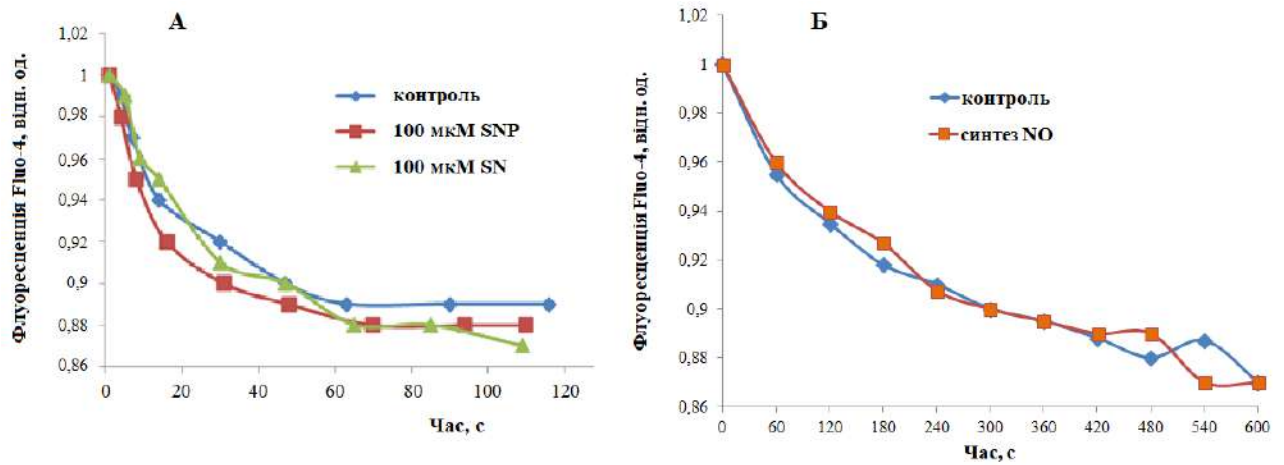 А
Флуоресценція Fluo-4, відн. од.
1,02
1
0,98
0,96
0,94
0,92
0,9
0,88
0,86
контроль
100 мкМ SNP
100 мкМ SN
0 20 40 60 80 100 120
Час, с
Б
Флуоресценція Fluo-4, відн. од.
1,02
1
0,98
0,96
0,94
0,92
0,9
0,88
0,86
контроль
синтез NO
0 60 120 180 240 300 360 420 480 540 600
Час, с